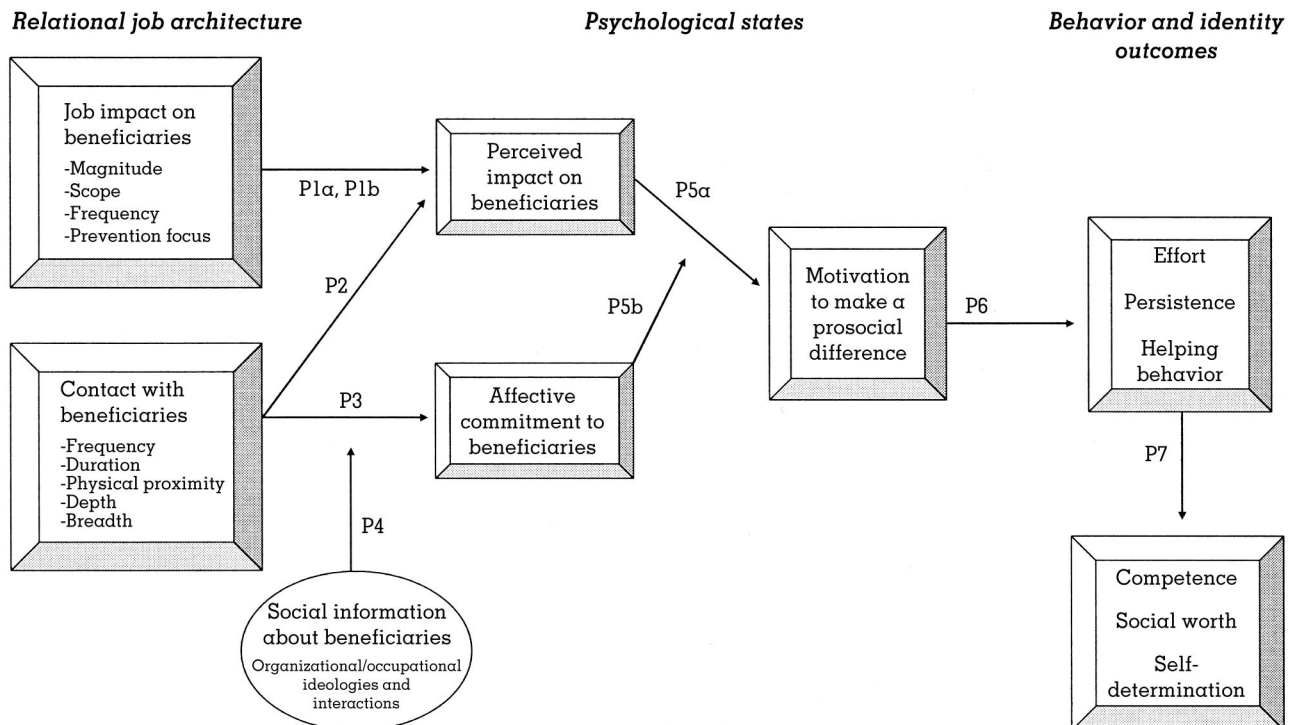 Relational job architecture
Psychological states
Behavior and identity
outcomes
Job impact on
beneficiaries
-Magnitude
-Scope
-Frequency
-Prevention focus
P1a, P1b
Perceived
impact on
beneficiaries
P5a
P2
Contact with
beneficiaries
-Frequency
-Duration
-Physical proximity
-Depth
-Breadth
P3
Affective
commitment to
beneficiaries
P5b
P4
Social information
about beneficiaries
Organizational/occupational
ideologies and
interactions
Motivation
to make a
prosocial
difference
P6
Effort
Persistence
Helping
behavior
P7
Competence
Social worth
Self-
determination